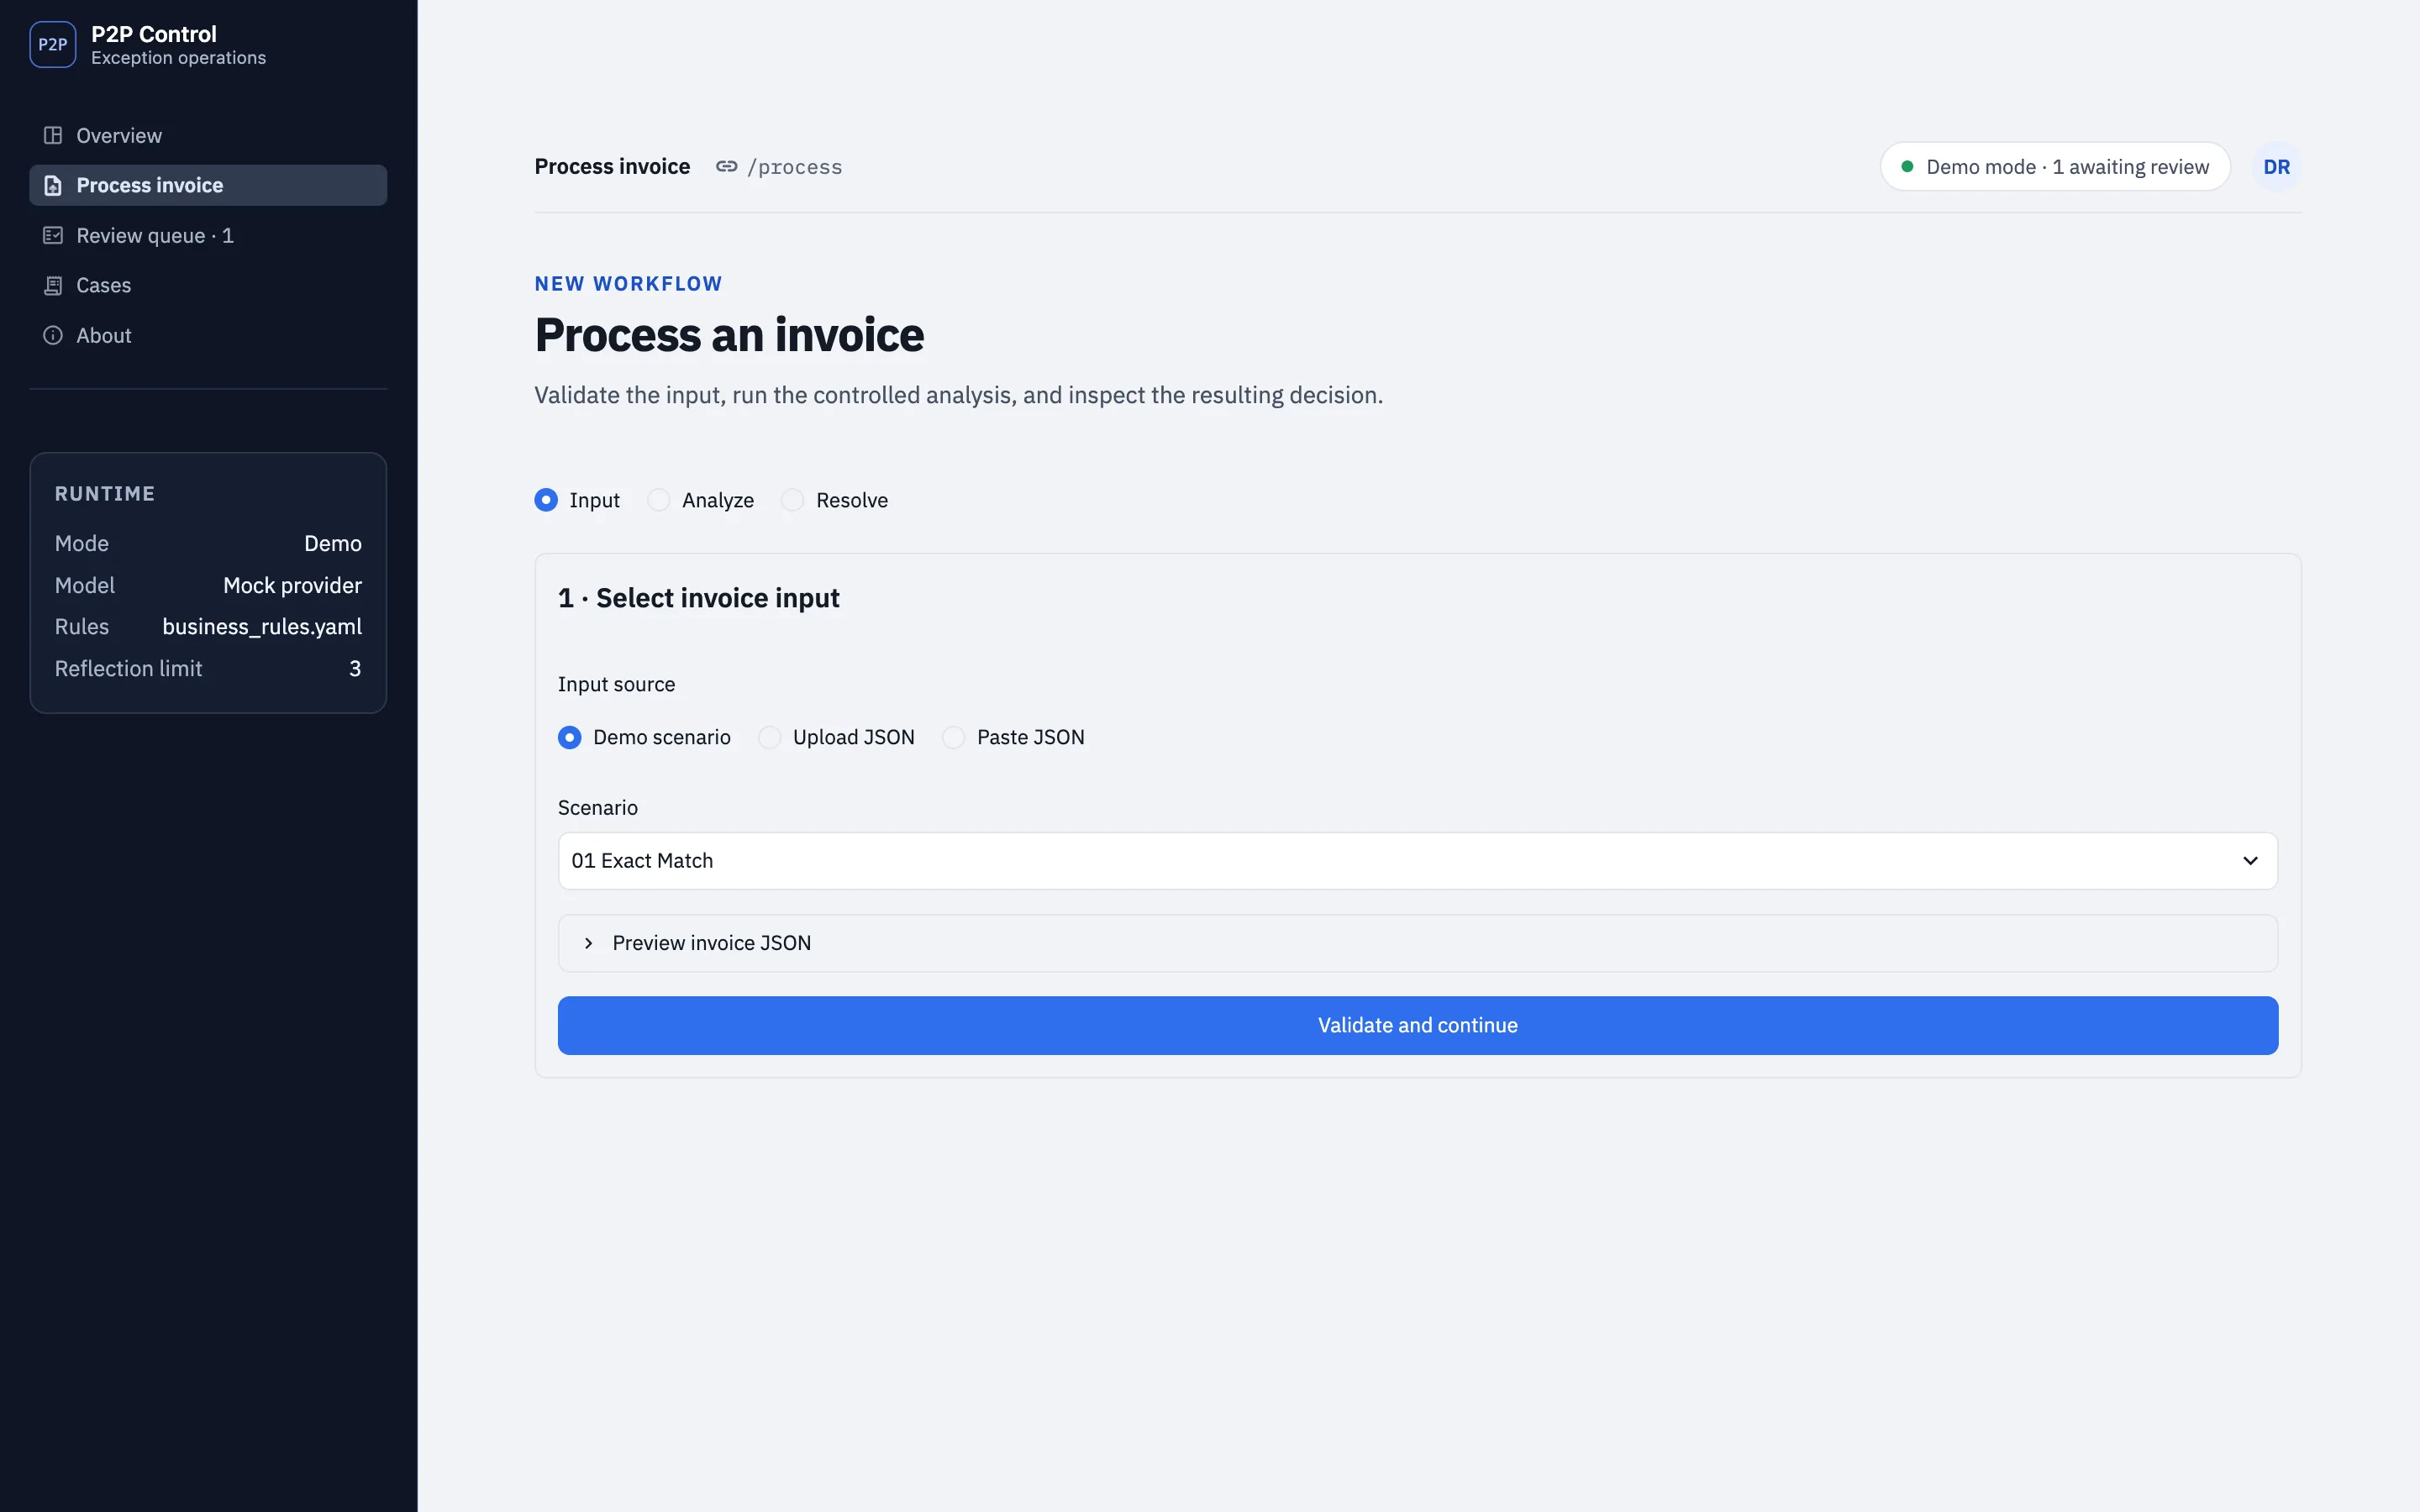 P2P
P2P Control
Exception operations
Overview
Process invoice
Review queue · 1
Cases
About
RUNTIME
Mode Demo
Model Mock provider
Rules business_rules.yaml
Reflection limit 3
Process invoice /process
Demo mode · 1 awaiting review
DR
NEW WORKFLOW
Process an invoice
Validate the input, run the controlled analysis, and inspect the resulting decision.
Input Analyze Resolve
1 · Select invoice input
Input source
Demo scenario Upload JSON Paste JSON
Scenario
01 Exact Match
Preview invoice JSON
Validate and continue